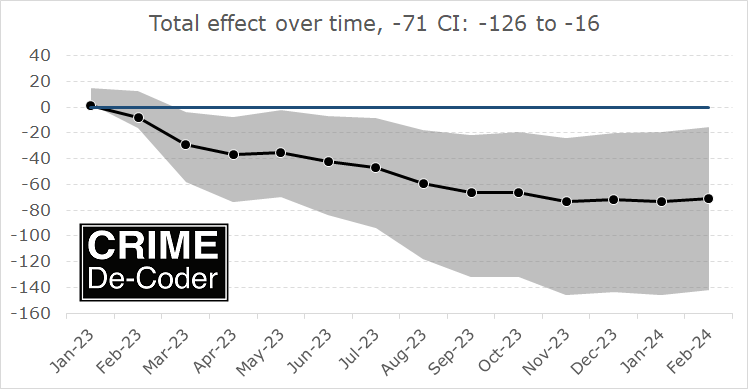 Total effect over time, -71 CI: -126 to -16
40
20
0
-20
-40
-60
-80
-100
-120
-140
-160
CRIME
De-Coder
Jan-23
Feb-23
Mar-23
Apr-23
May-23
Jun-23
Jul-23
Aug-23
Sep-23
Oct-23
Nov-23
Dec-23
Jan-24
Feb-24